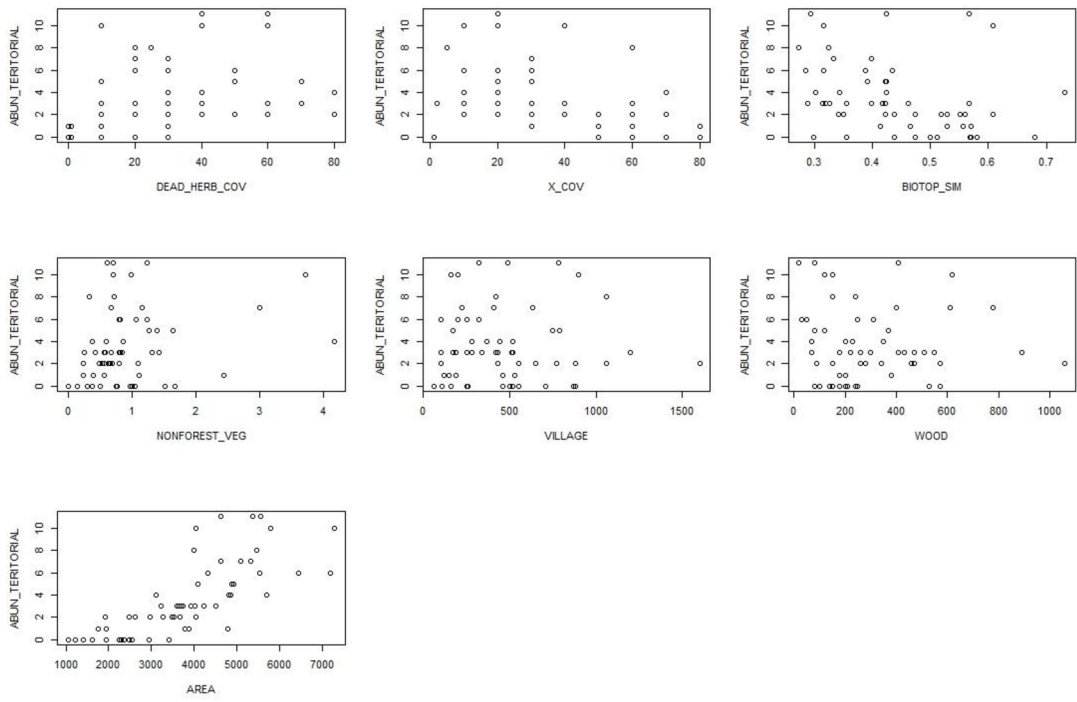 ABUN_TERITORIAL
0 2 4 6 8 10
0 20 40 60 80
DEAD_HERB_COV
ABUN_TERITORIAL
0 2 4 6 8 10
0 20 40 60 80
X_COV
ABUN_TERITORIAL
0 2 4 6 8 10
0.3 0.4 0.5 0.6 0.7
BIOTOP_SIM
ABUN_TERITORIAL
0 2 4 6 8 10
0 1 2 3 4
NONFOREST_VEG
ABUN_TERITORIAL
0 2 4 6 8 10
0 500 1000 1500
VILLAGE
ABUN_TERITORIAL
0 2 4 6 8 10
0 200 400 600 800 1000
WOOD
ABUN_TERITORIAL
0 2 4 6 8 10
1000 2000 3000 4000 5000 6000 7000
AREA